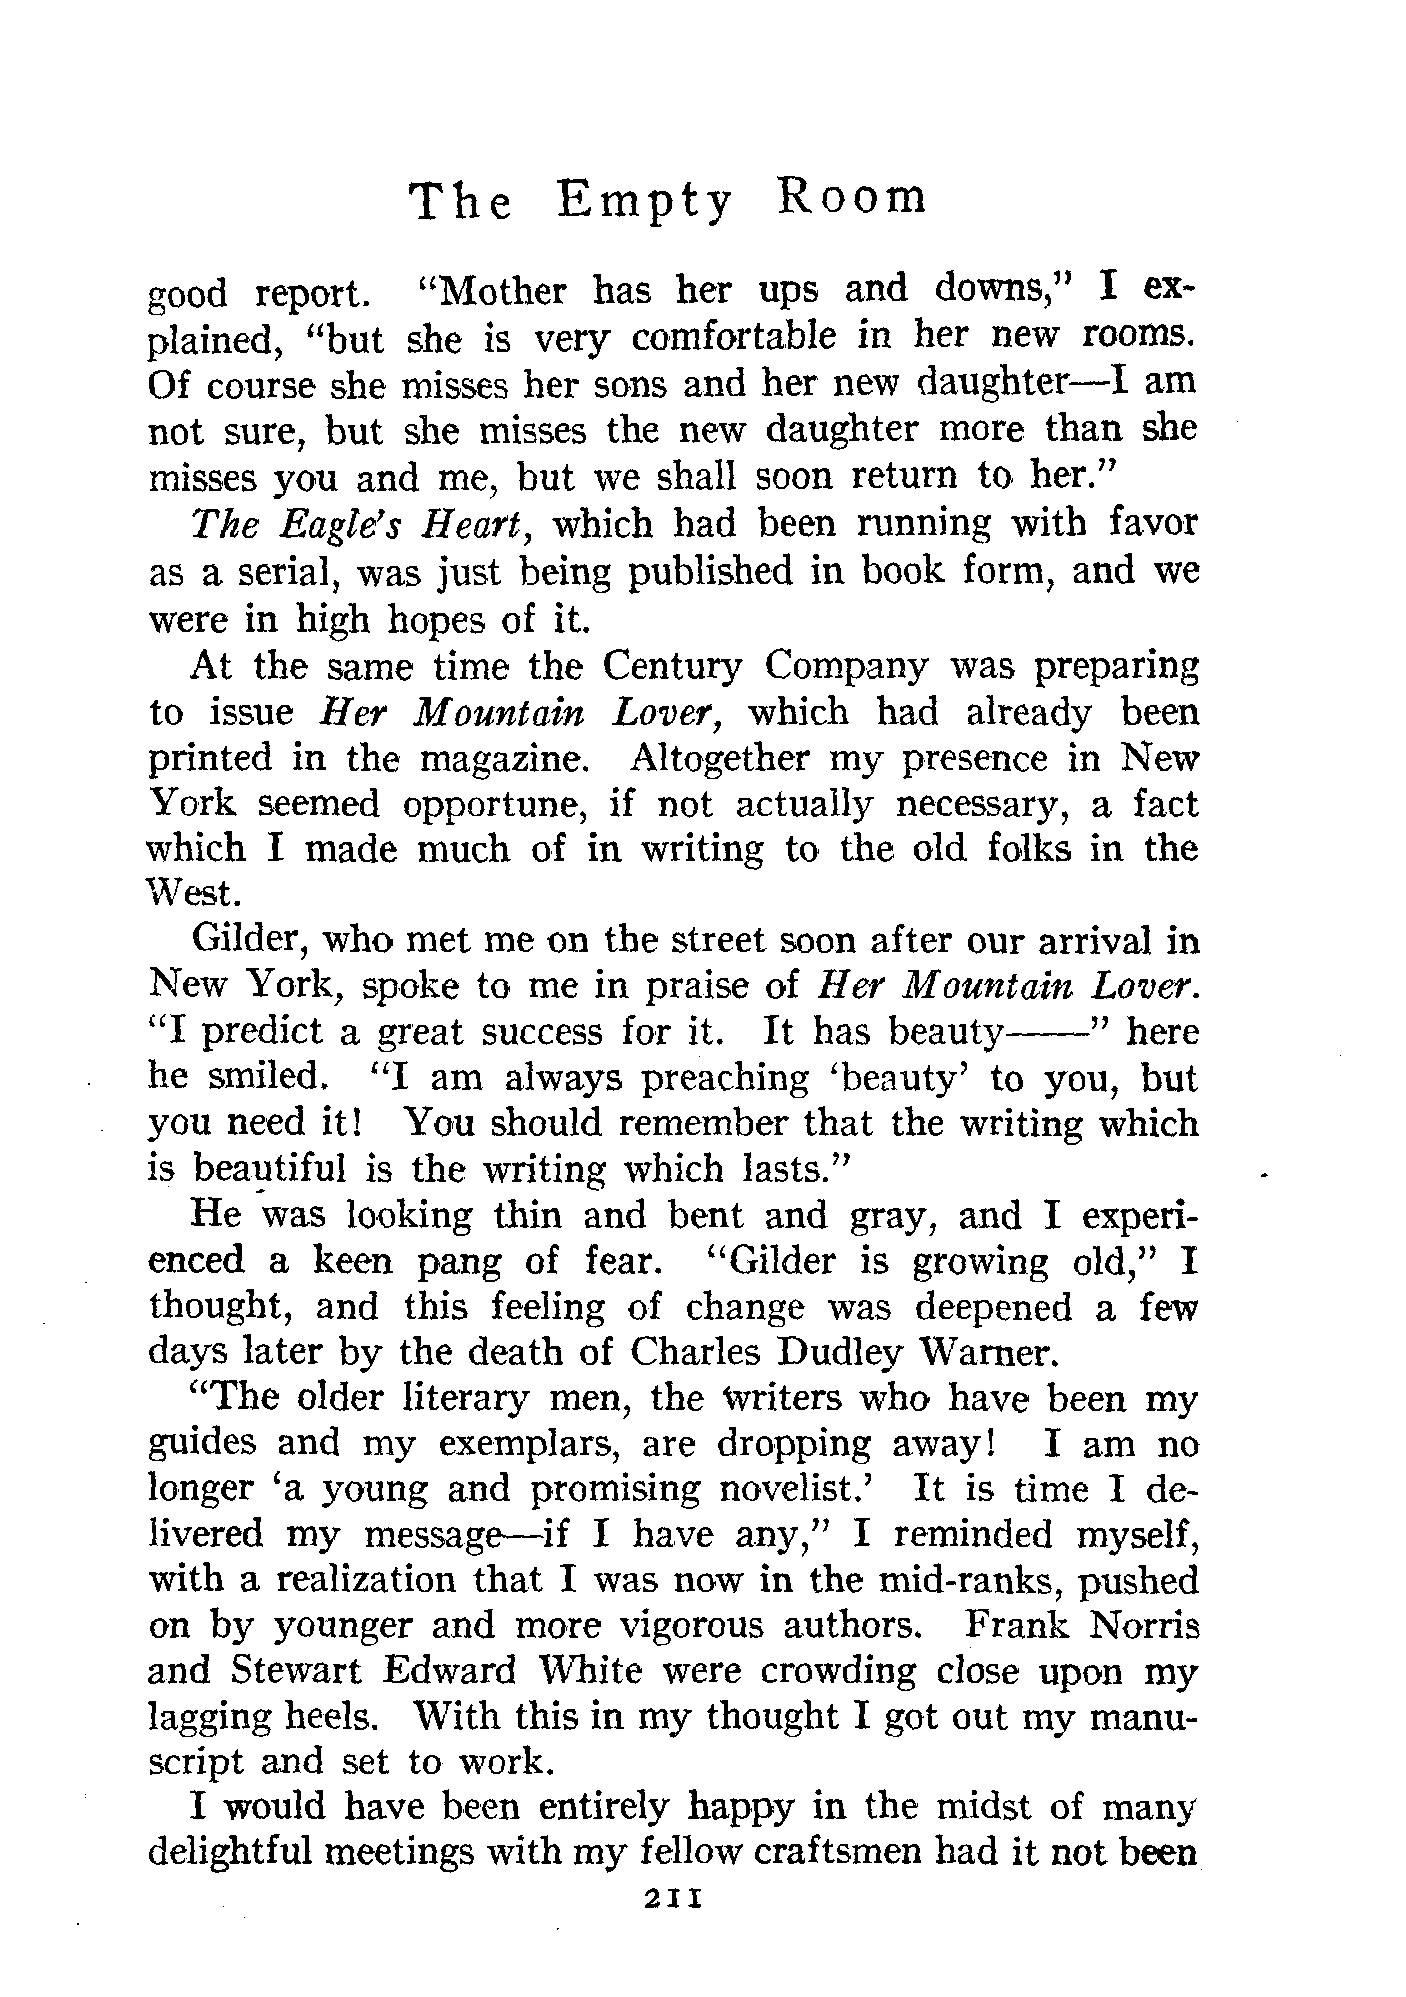 The Empty Room
good report. "Mother has her ups and downs," I ex-
plained, "but she is very comfortable in her new rooms.
Of course she misses her sons and her new daughter—I am
not sure, but she misses the new daughter more than she
misses you and me, but we shall soon return to her."
The Eagle's Heart, which had been running with favor
as a serial, was just being published in book form, and we
were in high hopes of it.
At the same time the Century Company was preparing
to issue Her Mountain Lover, which had already been
printed in the magazine. Altogether my presence in New
York seemed opportune, if not actually necessary, a fact
which I made much of in writing to the old folks in the
West.
Gilder, who met me on the street soon after our arrival in
New York, spoke to me in praise of Her Mountain Lover.
"I predict a great success for it. It has beauty——" here
he smiled. "I am always preaching 'beauty' to you, but
you need it! You should remember that the writing which
is beautiful is the writing which lasts."
He was looking thin and bent and gray, and I experi-
enced a keen pang of fear. "Gilder is growing old," I
thought, and this feeling of change was deepened a few
days later by the death of Charles Dudley Warner.
"The older literary men, the writers who have been my
guides and my exemplars, are dropping away! I am no
longer 'a young and promising novelist.' It is time I de-
livered my message—if I have any," I reminded myself,
with a realization that I was now in the mid-ranks, pushed
on by younger and more vigorous authors. Frank Norris
and Stewart Edward White were crowding close upon my
lagging heels. With this in my thought I got out my manu-
script and set to work.
I would have been entirely happy in the midst of many
delightful meetings with my fellow craftsmen had it not been
211